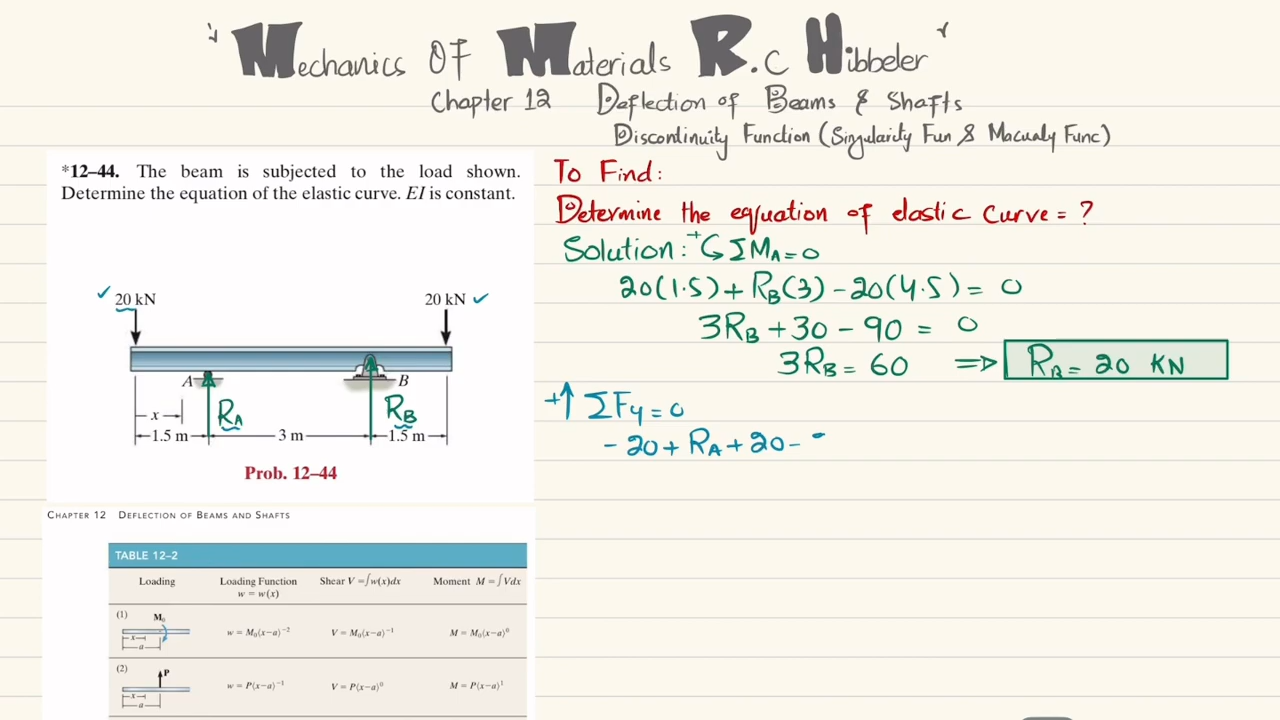 "Mechanics OF Materials R.C Hibbeler"
Chapter 12 Deflection of Beams & Shafts
Discontinuity Function (Singularity Fun & Macualy Func)
*12–44. The beam is subjected to the load shown.
Determine the equation of the elastic curve. EI is constant.
20 kN
20 kN
A
B
RA
RB
x
1.5 m
3 m
1.5 m
Prob. 12–44
To Find:
Determine the equation of elastic Curve = ?
Solution: + ΣMA = 0
20(1.5) + RB(3) - 20(4.5) = 0
3RB + 30 - 90 = 0
3RB = 60 => RB = 20 KN
+↑ ΣFy = 0
- 20 + RA + 20 -
CHAPTER 12 DEFLECTION OF BEAMS AND SHAFTS
TABLE 12–2
Loading
Loading Function w = w(x)
Shear V = ∫w(x)dx
Moment M = ∫Vdx
(1)
M0
x
a
w = M0⟨x−a⟩⁻²
V = M0⟨x−a⟩⁻¹
M = M0⟨x−a⟩⁰
(2)
P
x
a
w = P⟨x−a⟩⁻¹
V = P⟨x−a⟩⁰
M = P⟨x−a⟩¹